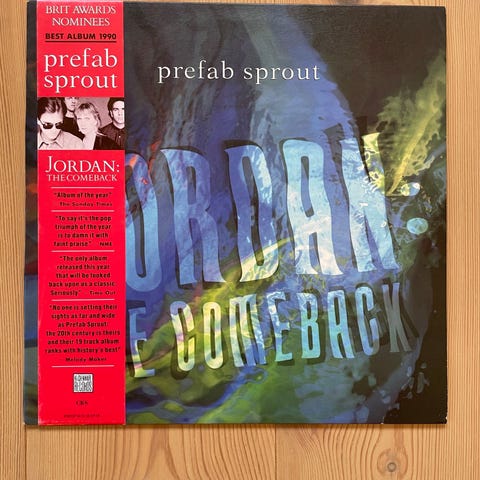 BRIT AWARDS
NOMINEES
BEST ALBUM 1990
prefab
sprout
JORDAN:
THE COMEBACK
"Album of the year"
The Sunday Times
"To say it's the pop
triumph of the year
is to damn it with
faint praise." NME
"The only album
released this year
that will be looked
back upon as a classic
Seriously." Time Out
"No one is setting their
sights as far and wide
as Prefab Sprout:
the 20th century is theirs
and their 19 track album
ranks with history's best"
Melody Maker
KITCHENWARE
RECORDS
prefab sprout
ORDAN:
E COMEBACK